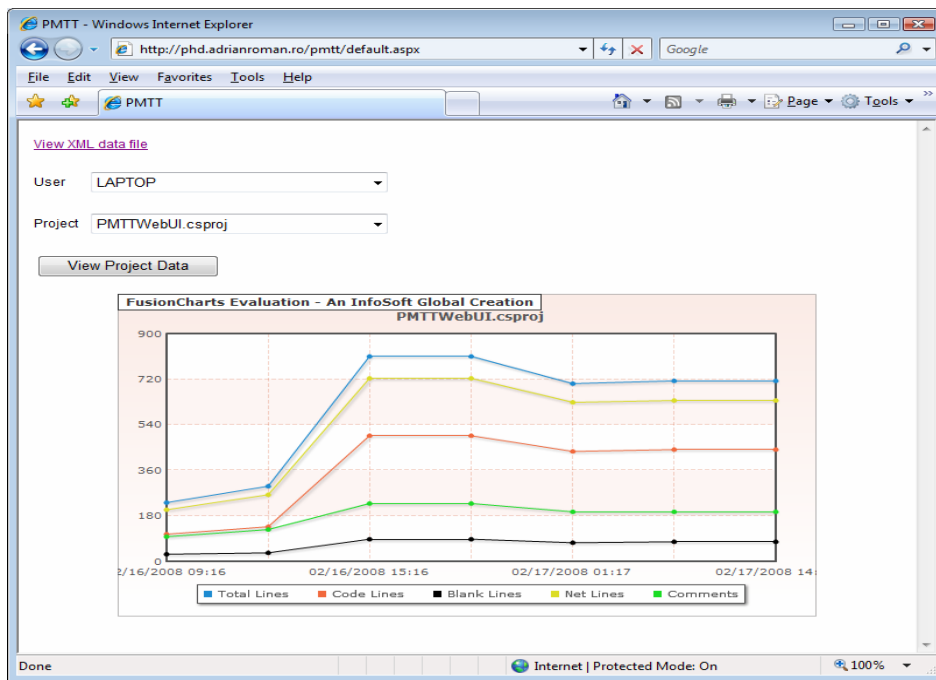 PMTT - Windows Internet Explorer
http://phd.adrianroman.ro/pmtt/default.aspx
Google
File Edit View Favorites Tools Help
PMTT
Page Tools »
View XML data file
User LAPTOP
Project PMTTWebUI.csproj
View Project Data
FusionCharts Evaluation - An InfoSoft Global Creation
PMTTWebUI.csproj
900
720
540
360
180
0
2/16/2008 09:16 02/16/2008 15:16 02/17/2008 01:17 02/17/2008 14:
Total Lines Code Lines Blank Lines Net Lines Comments
Done Internet | Protected Mode: On 100%